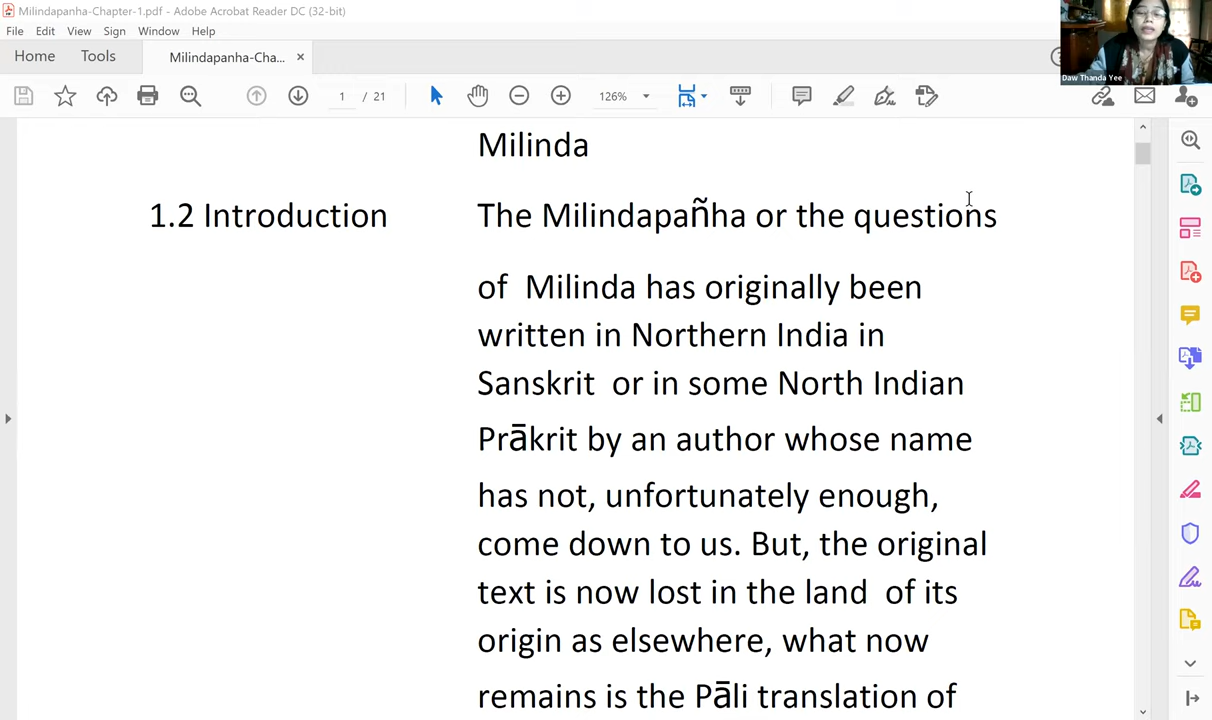 Milindapanha-Chapter-1.pdf - Adobe Acrobat Reader DC (32-bit)
File Edit View Sign Window Help
Home Tools Milindapanha-Cha... ×
1 / 21 126%
Daw Thanda Yee
Milinda
1.2 Introduction The Milindapañha or the questions
of Milinda has originally been
written in Northern India in
Sanskrit or in some North Indian
Prākrit by an author whose name
has not, unfortunately enough,
come down to us. But, the original
text is now lost in the land of its
origin as elsewhere, what now
remains is the Pāli translation of